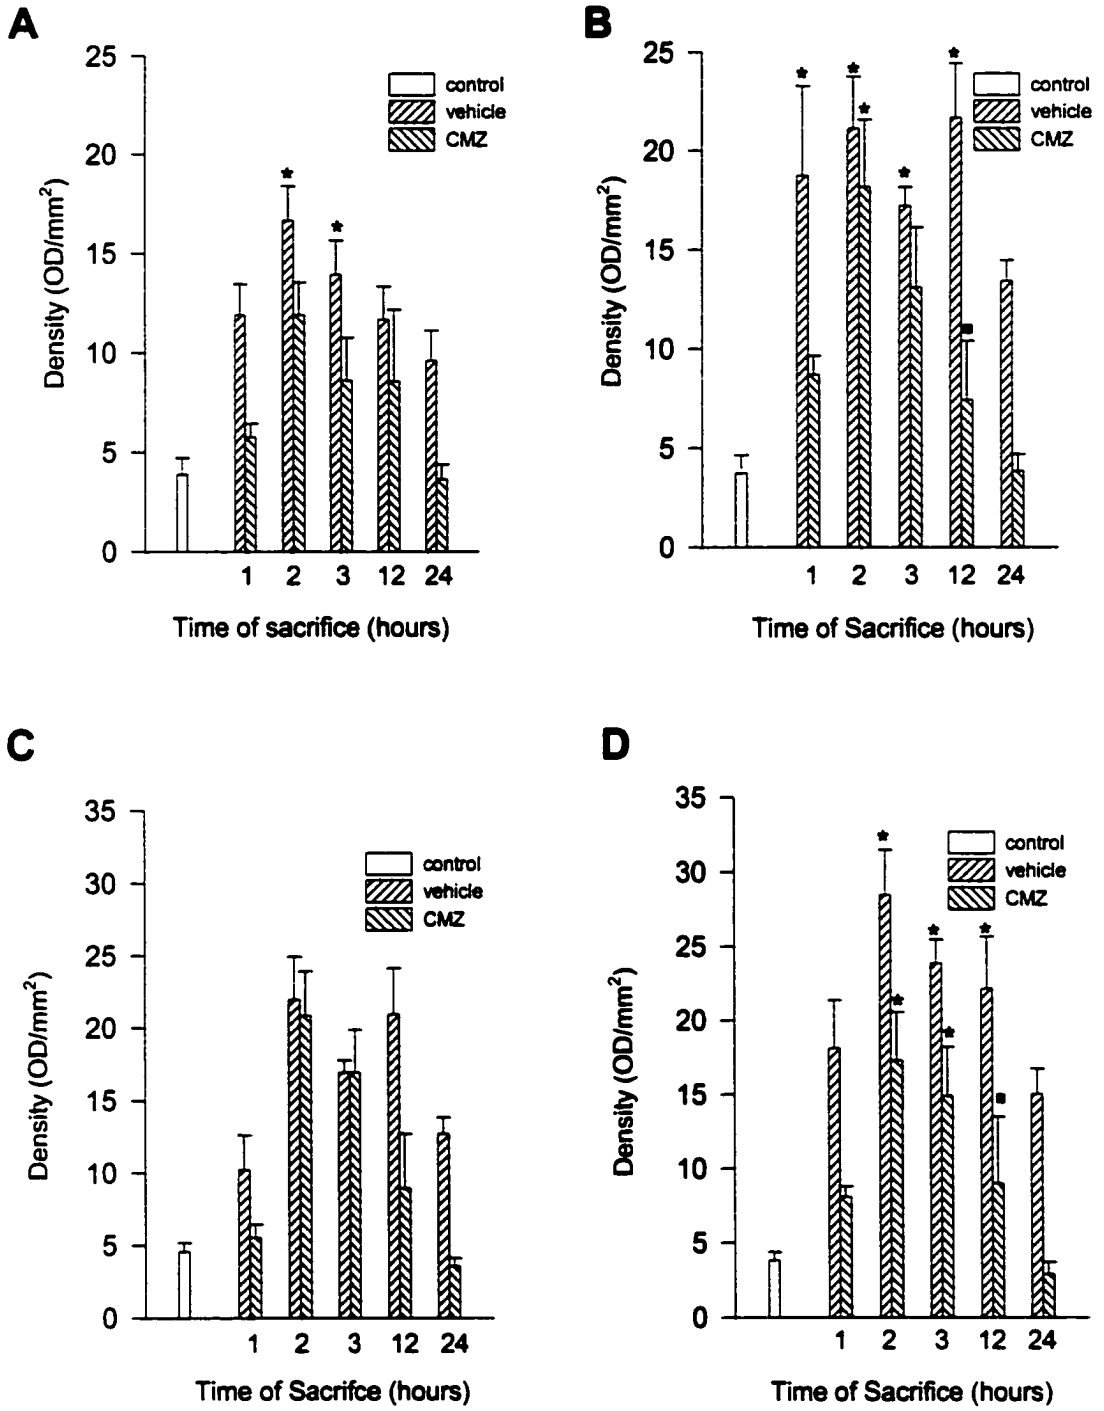 A
25
20
15
10
5
0
Density (OD/mm²)
control
vehicle
CMZ
* *
1 2 3 12 24
Time of sacrifice (hours)
B
25
20
15
10
5
0
Density (OD/mm²)
control
vehicle
CMZ
* * * * * ■
1 2 3 12 24
Time of Sacrifice (hours)
C
35
30
25
20
15
10
5
0
Density (OD/mm²)
control
vehicle
CMZ
1 2 3 12 24
Time of Sacrifce (hours)
D
35
30
25
20
15
10
5
0
Density (OD/mm²)
control
vehicle
CMZ
* * * * * ■
1 2 3 12 24
Time of Sacrifice (hours)